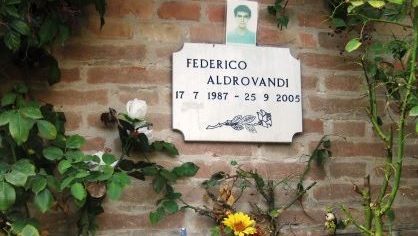 FEDERICO
ALDROVANDI
17 7 1987 - 25 9 2005